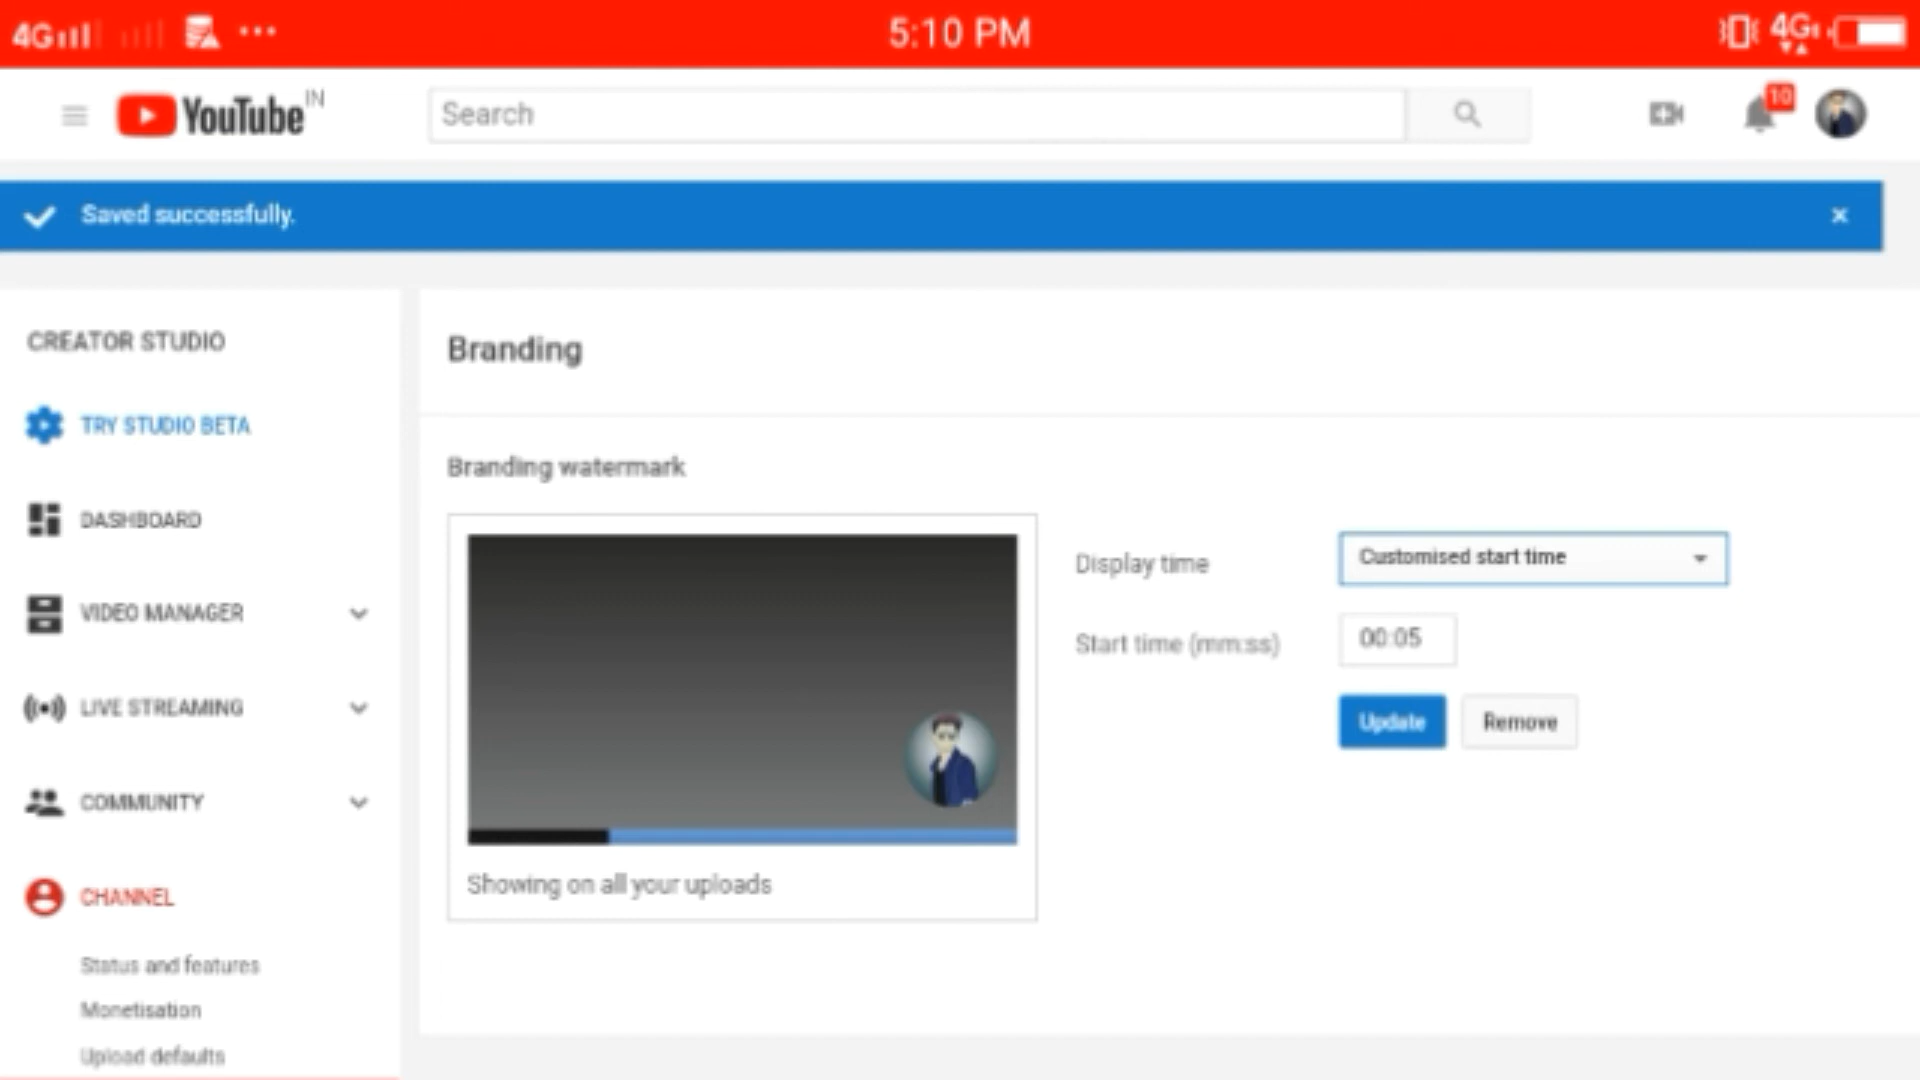 4G 5:10 PM 4G
YouTube IN Search 10
Saved successfully. ×
CREATOR STUDIO
TRY STUDIO BETA
DASHBOARD
VIDEO MANAGER
LIVE STREAMING
COMMUNITY
CHANNEL
Status and features
Monetisation
Upload defaults
Branding
Branding watermark
Display time Customised start time
Start time (mm:ss) 00:05
Update Remove
Showing on all your uploads